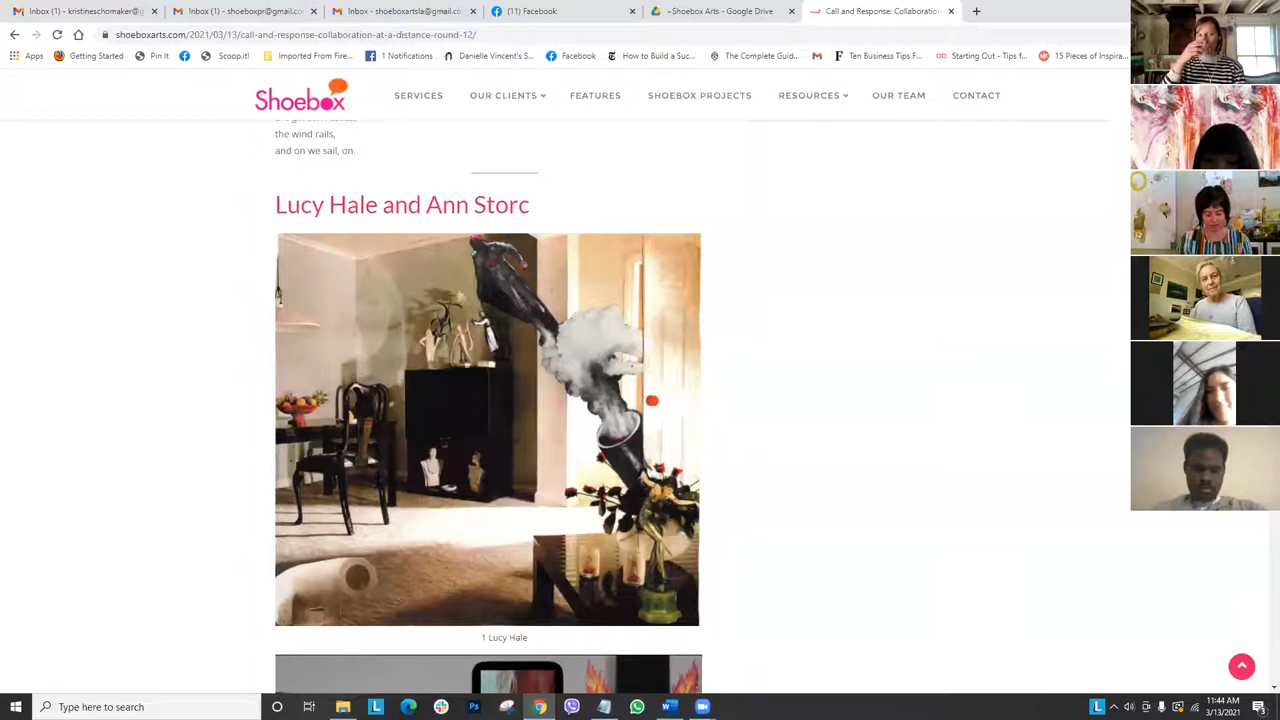 Inbox (1) - kristineschomaker@g
Inbox (1) - shoeboxpr@gmail.co
Inbox - shoeboxartsla@gmail.co
(11) Facebook
~Shoebox Arts - Google Drive
Call and Response: Collaboration
shoeboxarts.com/2021/03/13/call-and-response-collaboration-at-a-distance-round-12/
Apps
Getting Started
Pin It
Scoop.it!
Imported From Fire...
1 Notification
Danielle Vincent's S...
Facebook
How to Build a Suc...
The Complete Guid...
Ten Business Tips F...
Starting Out - Tips f...
15 Pieces of Inspira...
Shoebox
SERVICES
OUR CLIENTS
FEATURES
SHOEBOX PROJECTS
RESOURCES
OUR TEAM
CONTACT
the wind rails,
and on we sail, on.
Lucy Hale and Ann Storc
1 Lucy Hale
Type here to search
11:44 AM
3/13/2021